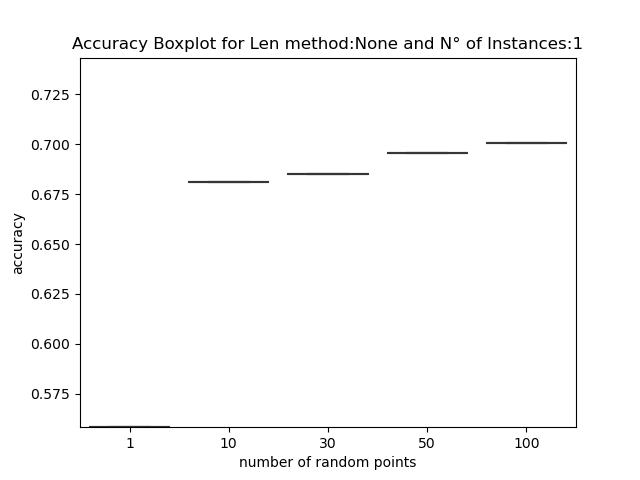 Accuracy Boxplot for Len method:None and N° of Instances:1
0.725
0.700
0.675
0.650
0.625
0.600
0.575
accuracy
1 10 30 50 100
number of random points